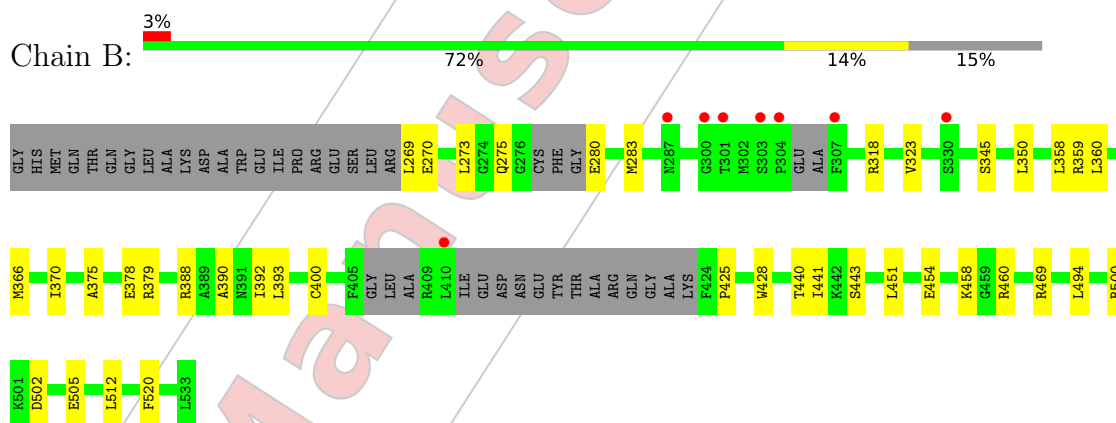 3%
Chain B:
72% 14% 15%
GLY HIS MET GLN THR GLN GLY LEU ALA LYS ASP ALA TRP GLU ILE PRO ARG GLU SER LEU ARG L269 E270 L273 G274 Q275 G276 CYS PHE GLY E280 M283 N287 G300 T301 M302 S303 P304 GLU ALA F307 R318 V323 S330 S345 L350 L358 R359 L360
M366 I370 A375 E378 R379 R388 A389 A390 N391 I392 L393 C400 F405 GLY LEU ALA R409 L410 ILE GLU ASP ASN GLU TYR THR ALA ARG GLN GLY ALA LYS F424 P425 W428 T440 I441 K442 S443 L451 E454 K458 G459 R460 R469 L494 R500
K501 D502 E505 L512 F520 L533